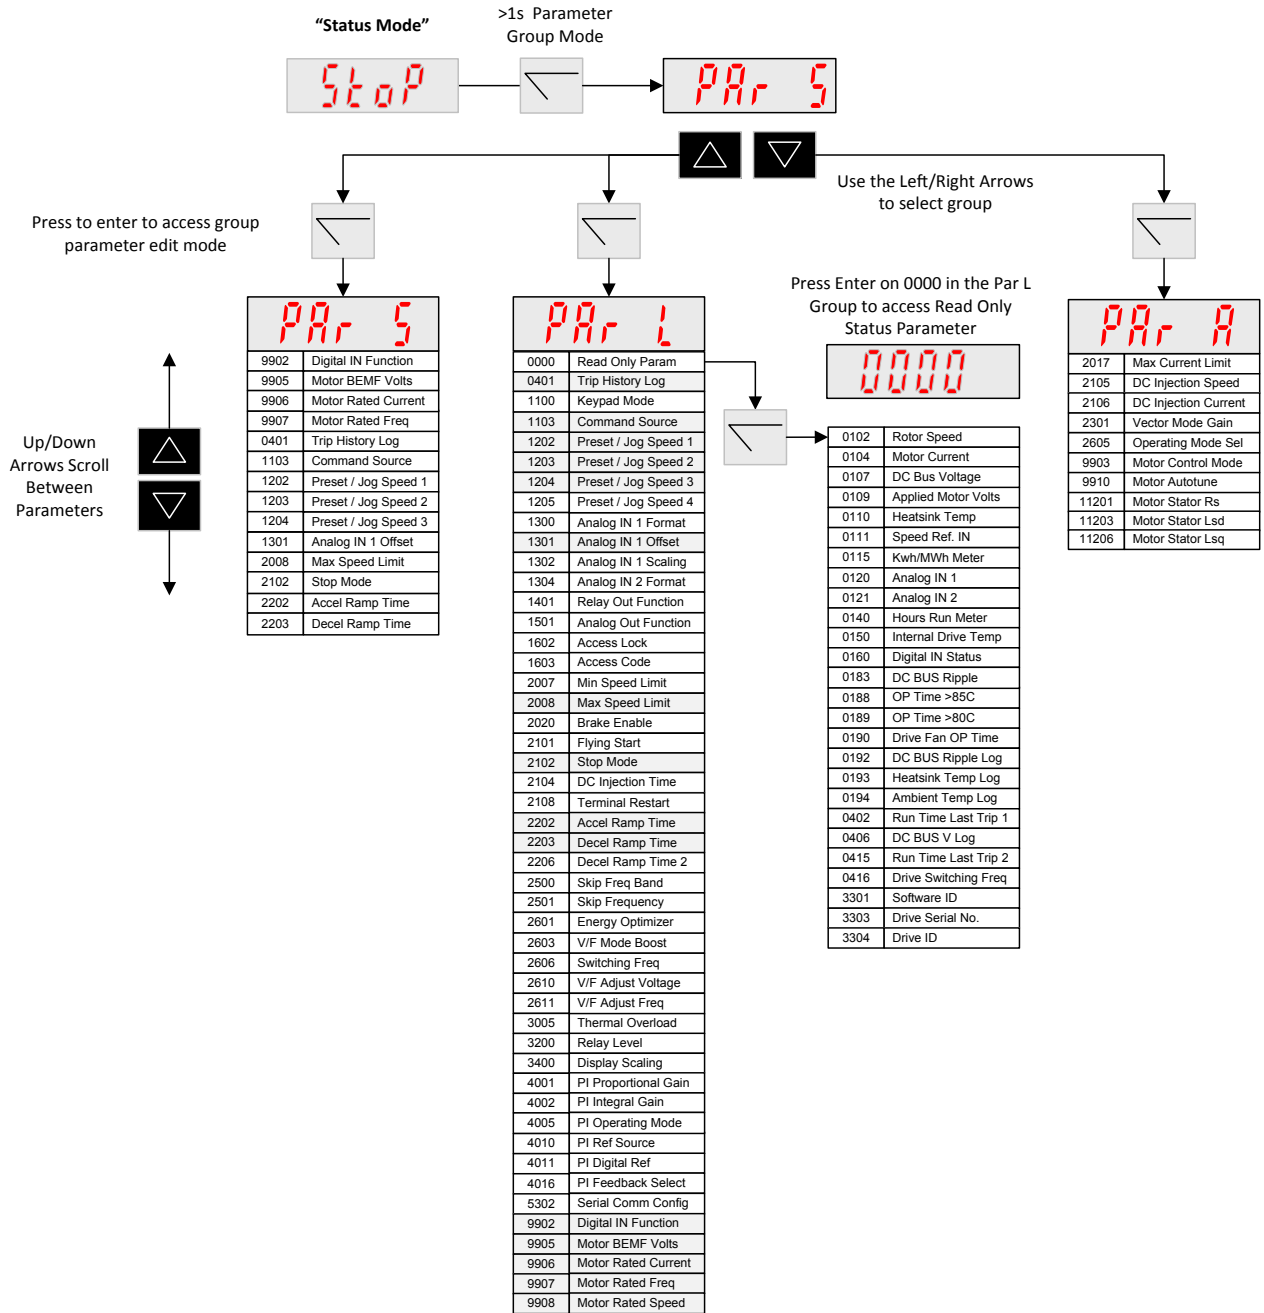 “Status Mode”
>1s  Parameter
Group Mode
StoP
PAr S
Use the Left/Right Arrows
to select group
Press to enter to access group
parameter edit mode
Up/Down
Arrows Scroll
Between
Parameters
PAr S
9902 Digital IN Function
9905 Motor BEMF Volts
9906 Motor Rated Current
9907 Motor Rated Freq
0401 Trip History Log
1103 Command Source
1202 Preset / Jog Speed 1
1203 Preset / Jog Speed 2
1204 Preset / Jog Speed 3
1301 Analog IN 1 Offset
2008 Max Speed Limit
2102 Stop Mode
2202 Accel Ramp Time
2203 Decel Ramp Time
PAr L
0000 Read Only Param
0401 Trip History Log
1100 Keypad Mode
1103 Command Source
1202 Preset / Jog Speed 1
1203 Preset / Jog Speed 2
1204 Preset / Jog Speed 3
1205 Preset / Jog Speed 4
1300 Analog IN 1 Format
1301 Analog IN 1 Offset
1302 Analog IN 1 Scaling
1304 Analog IN 2 Format
1401 Relay Out Function
1501 Analog Out Function
1602 Access Lock
1603 Access Code
2007 Min Speed Limit
2008 Max Speed Limit
2020 Brake Enable
2101 Flying Start
2102 Stop Mode
2104 DC Injection Time
2108 Terminal Restart
2202 Accel Ramp Time
2203 Decel Ramp Time
2206 Decel Ramp Time 2
2500 Skip Freq Band
2501 Skip Frequency
2601 Energy Optimizer
2603 V/F Mode Boost
2606 Switching Freq
2610 V/F Adjust Voltage
2611 V/F Adjust Freq
3005 Thermal Overload
3200 Relay Level
3400 Display Scaling
4001 PI Proportional Gain
4002 PI Integral Gain
4005 PI Operating Mode
4010 PI Ref Source
4011 PI Digital Ref
4016 PI Feedback Select
5302 Serial Comm Config
9902 Digital IN Function
9905 Motor BEMF Volts
9906 Motor Rated Current
9907 Motor Rated Freq
9908 Motor Rated Speed
Press Enter on 0000 in the Par L
Group to access Read Only
Status Parameter
0000
0102 Rotor Speed
0104 Motor Current
0107 DC Bus Voltage
0109 Applied Motor Volts
0110 Heatsink Temp
0111 Speed Ref. IN
0115 Kwh/MWh Meter
0120 Analog IN 1
0121 Analog IN 2
0140 Hours Run Meter
0150 Internal Drive Temp
0160 Digital IN Status
0183 DC BUS Ripple
0188 OP Time >85C
0189 OP Time >80C
0190 Drive Fan OP Time
0192 DC BUS Ripple Log
0193 Heatsink Temp Log
0194 Ambient Temp Log
0402 Run Time Last Trip 1
0406 DC BUS V Log
0415 Run Time Last Trip 2
0416 Drive Switching Freq
3301 Software ID
3303 Drive Serial No.
3304 Drive ID
PAr A
2017 Max Current Limit
2105 DC Injection Speed
2106 DC Injection Current
2301 Vector Mode Gain
2605 Operating Mode Sel
9903 Motor Control Mode
9910 Motor Autotune
11201 Motor Stator Rs
11203 Motor Stator Lsd
11206 Motor Stator Lsq